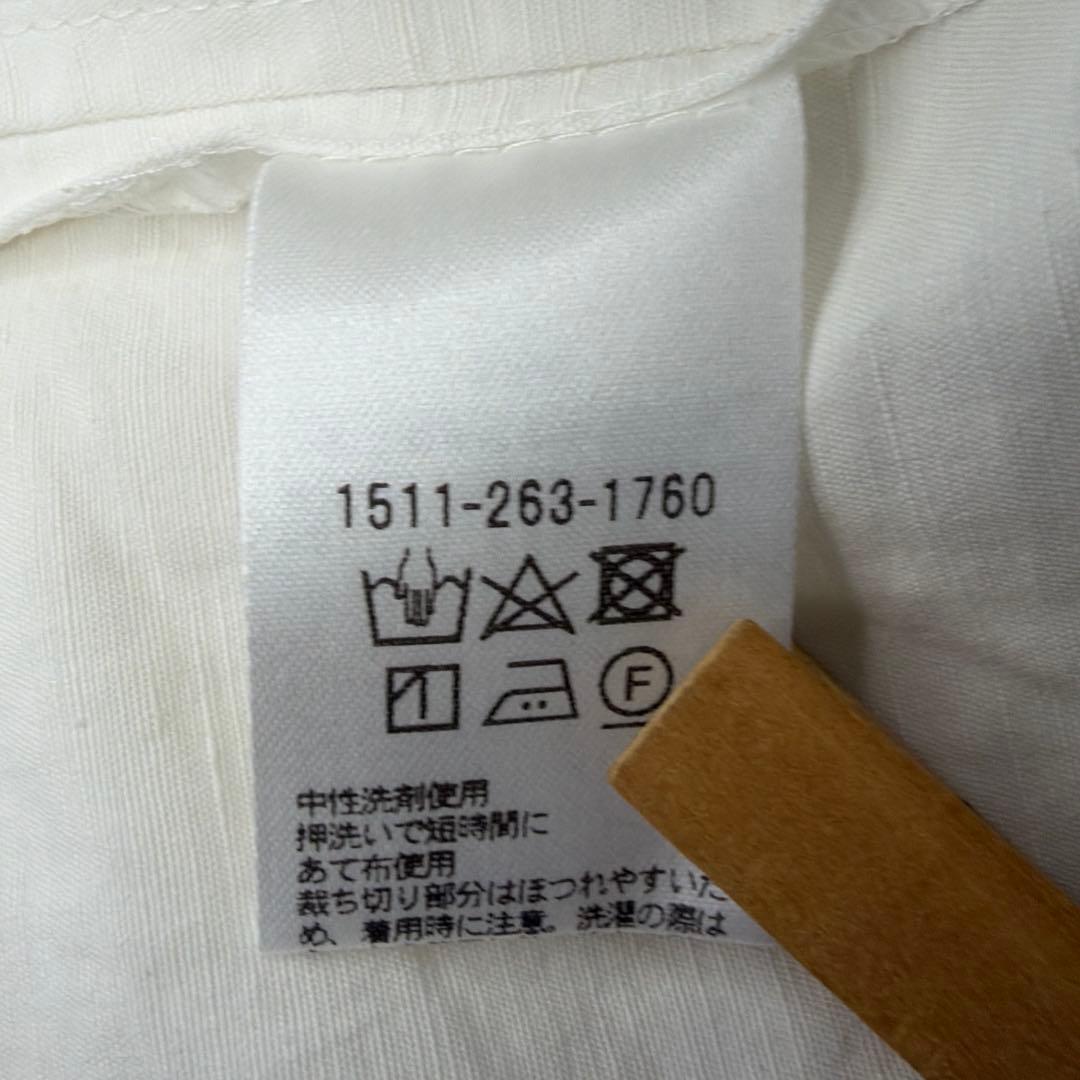 1511-263-1760
F
中性洗剤使用
押洗いで短時間に
あて布使用
裁ち切り部分はほつれやすいた
め、着用時に注意。洗濯の際は